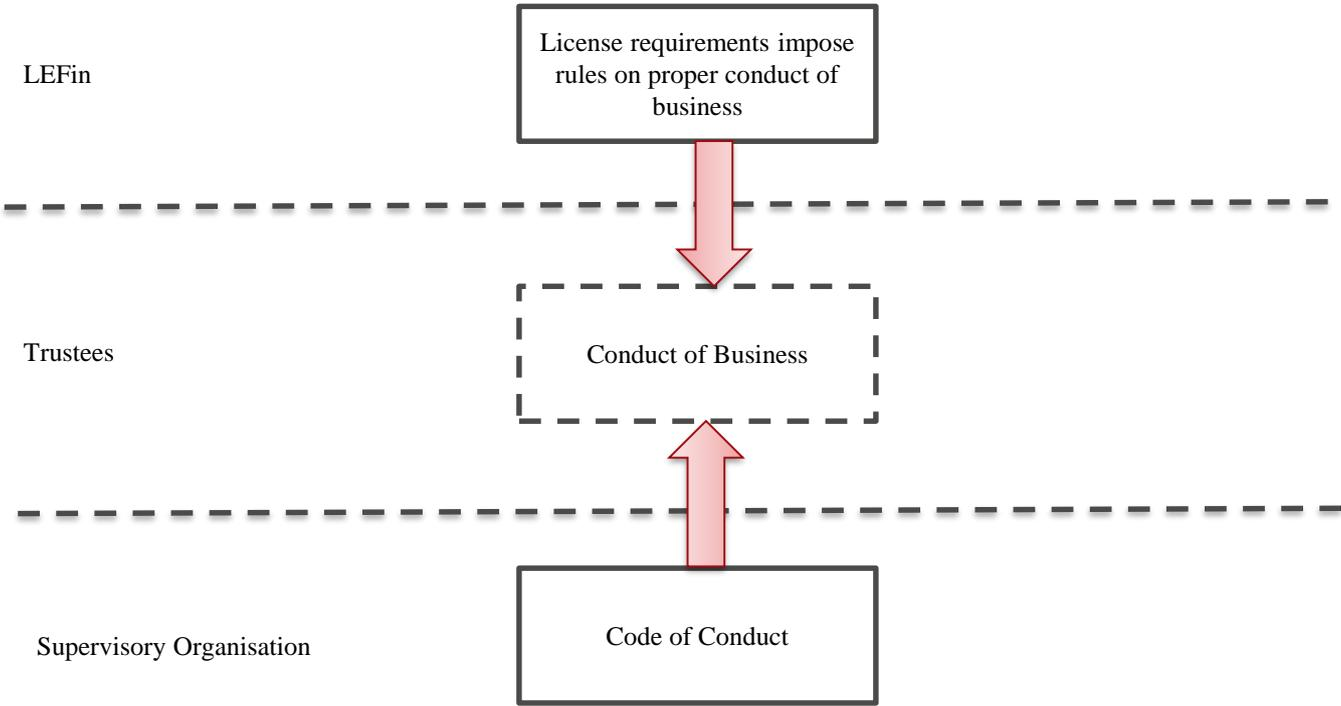 LEFin
License requirements impose
rules on proper conduct of
business
Trustees
Conduct of Business
Supervisory Organisation
Code of Conduct